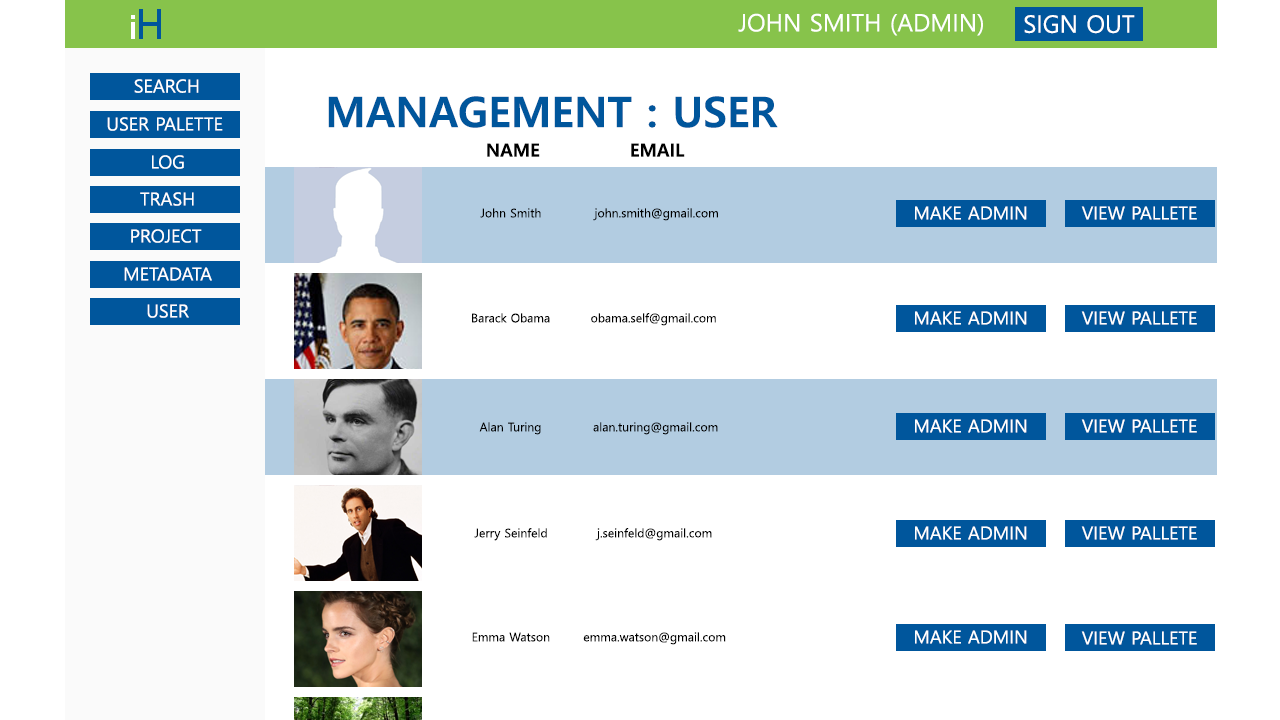 iH
JOHN SMITH (ADMIN) SIGN OUT
SEARCH
USER PALETTE
LOG
TRASH
PROJECT
METADATA
USER
MANAGEMENT : USER
NAME EMAIL
John Smith john.smith@gmail.com MAKE ADMIN VIEW PALLETE
Barack Obama obama.self@gmail.com MAKE ADMIN VIEW PALLETE
Alan Turing alan.turing@gmail.com MAKE ADMIN VIEW PALLETE
Jerry Seinfeld j.seinfeld@gmail.com MAKE ADMIN VIEW PALLETE
Emma Watson emma.watson@gmail.com MAKE ADMIN VIEW PALLETE